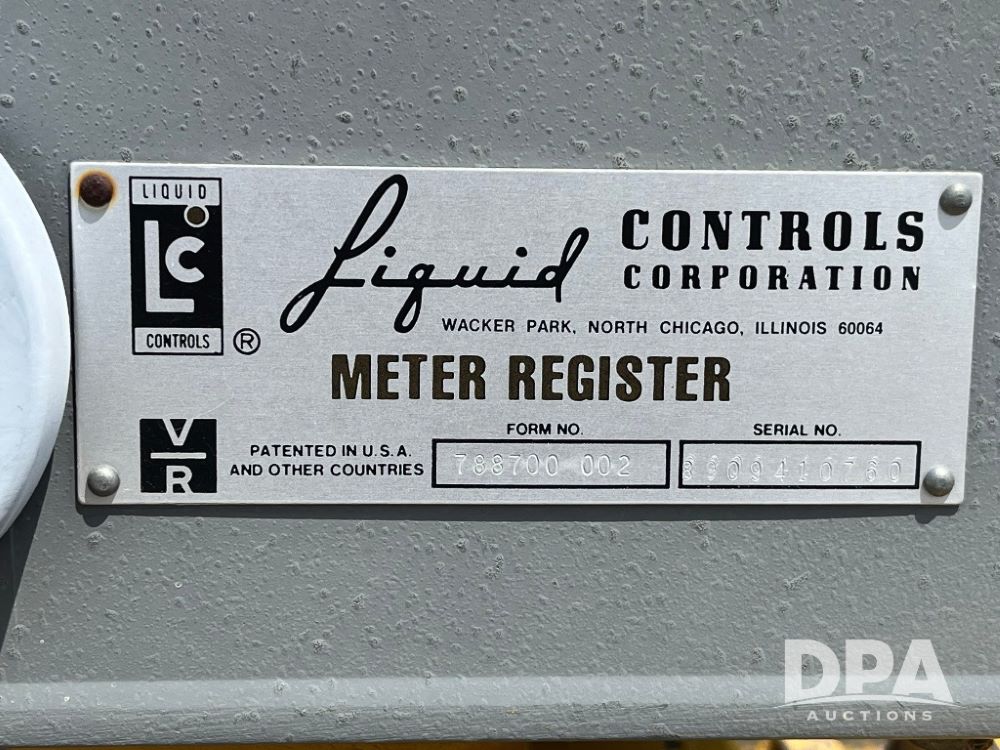 LIQUID
LC
CONTROLS
®
Liquid CONTROLS
CORPORATION
WACKER PARK, NORTH CHICAGO, ILLINOIS 60064
METER REGISTER
V
R
PATENTED IN U.S.A.
AND OTHER COUNTRIES
FORM NO.
788700 002
SERIAL NO.
DPA
AUCTIONS